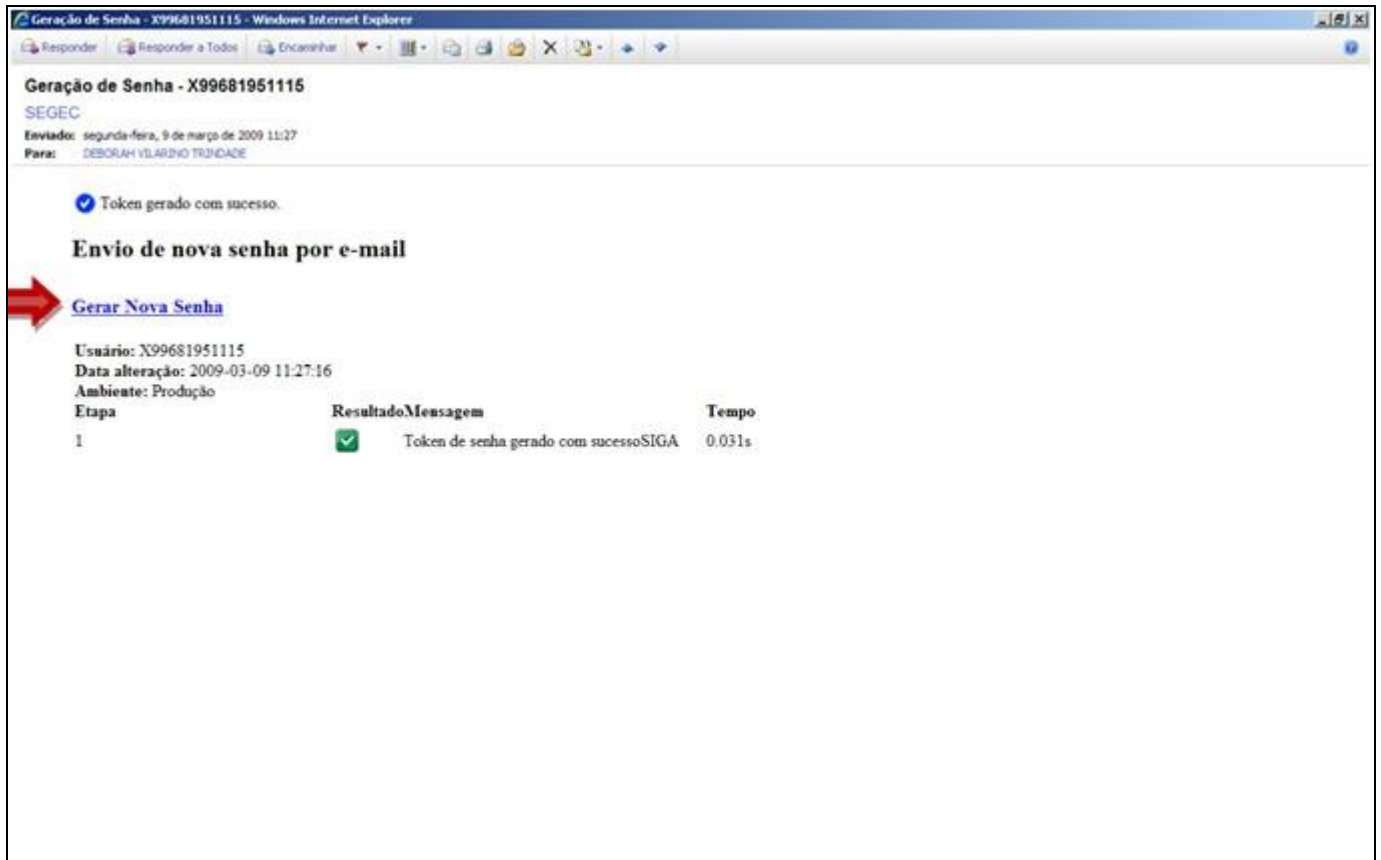 Geração de Senha - X99681951115 - Windows Internet Explorer
Responder Responder a Todos Encaminhar
Geração de Senha - X99681951115
SEGEC
Enviado: segunda-feira, 9 de março de 2009 11:27
Para: DEBORAH VILARINO TRINDADE
Token gerado com sucesso.
Envio de nova senha por e-mail
Gerar Nova Senha
Usuário: X99681951115
Data alteração: 2009-03-09 11:27:16
Ambiente: Produção
Etapa ResultadoMensagem Tempo
1 Token de senha gerado com sucessoSIGA 0.031s